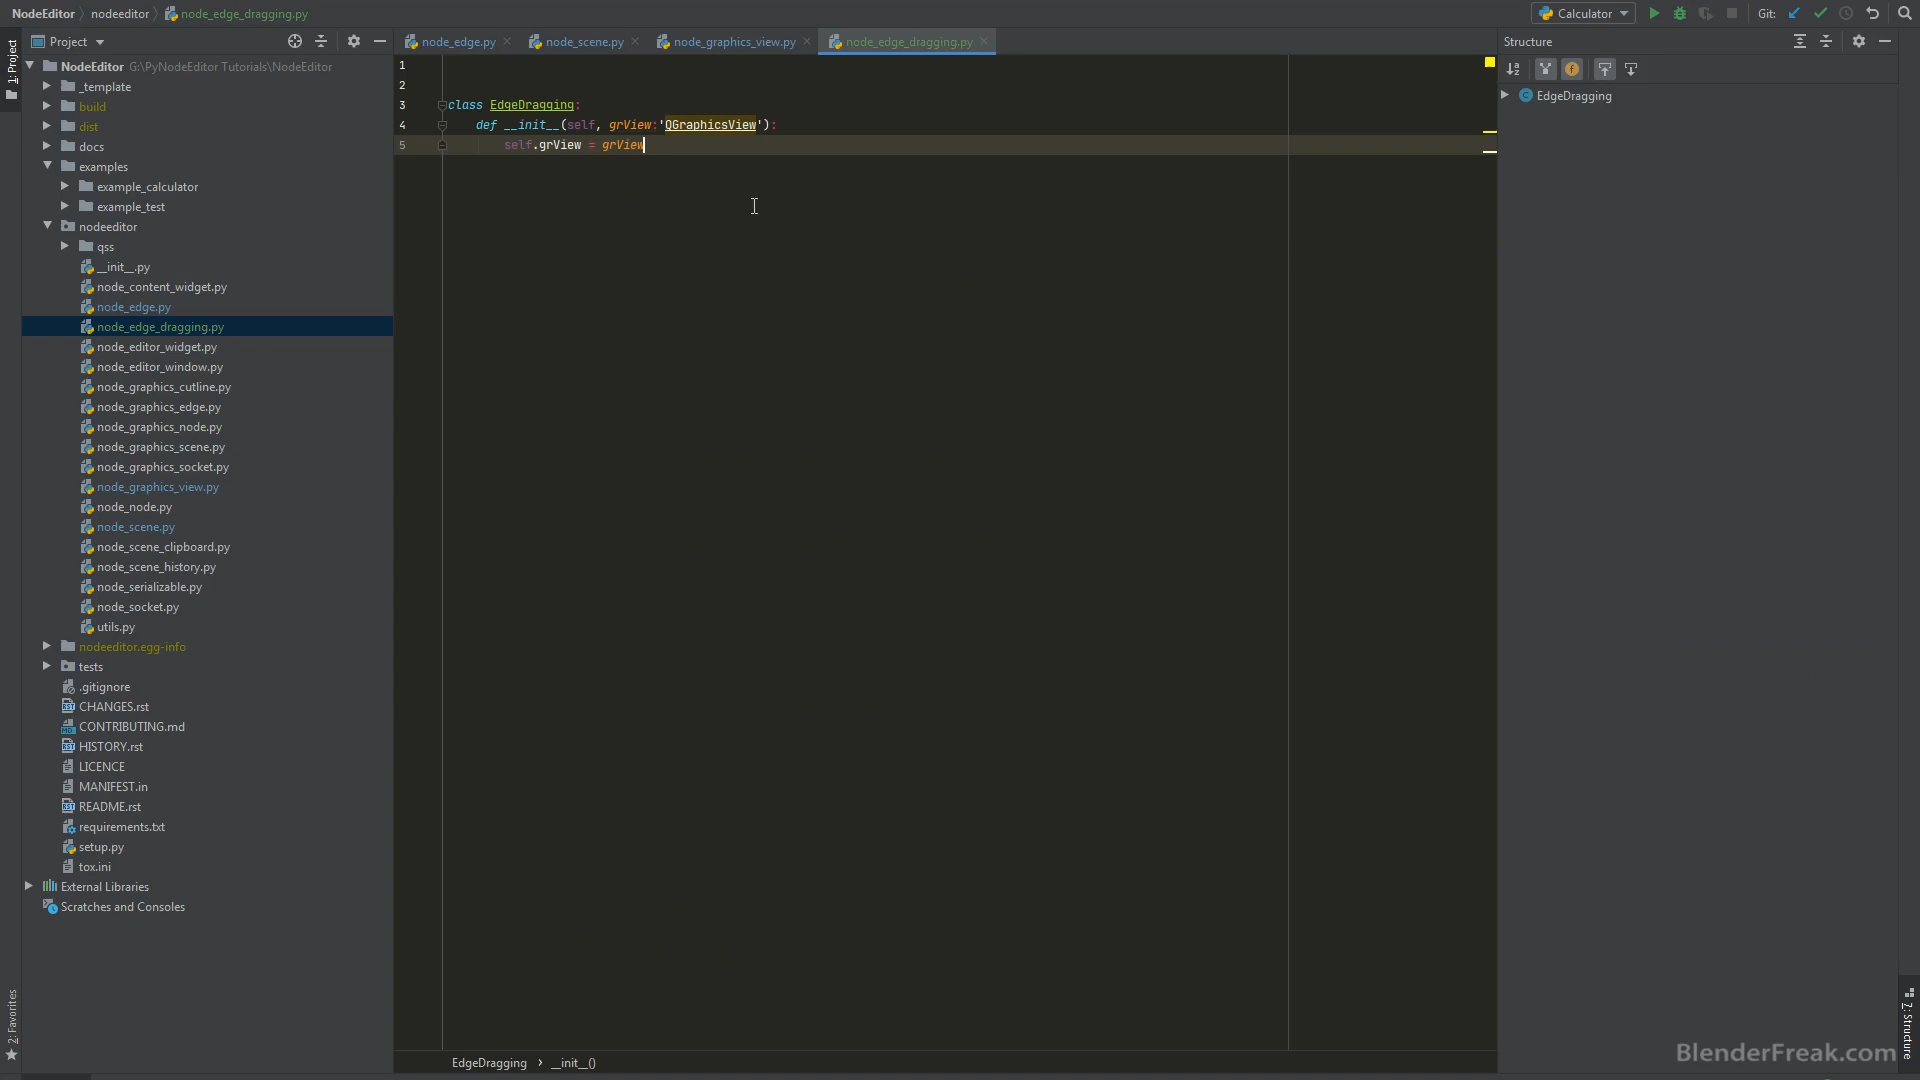 NodeEditor nodeeditor node_edge_dragging.py Calculator Git:
1: Project
Project
node_edge.py node_scene.py node_graphics_view.py node_edge_dragging.py
Structure
NodeEditor G:\PyNodeEditor Tutorials\NodeEditor
_template
build
dist
docs
examples
example_calculator
example_test
nodeeditor
qss
__init__.py
node_content_widget.py
node_edge.py
node_edge_dragging.py
node_editor_widget.py
node_editor_window.py
node_graphics_cutline.py
node_graphics_edge.py
node_graphics_node.py
node_graphics_scene.py
node_graphics_socket.py
node_graphics_view.py
node_node.py
node_scene.py
node_scene_clipboard.py
node_scene_history.py
node_serializable.py
node_socket.py
utils.py
nodeeditor.egg-info
tests
.gitignore
CHANGES.rst
CONTRIBUTING.md
HISTORY.rst
LICENCE
MANIFEST.in
README.rst
requirements.txt
setup.py
tox.ini
External Libraries
Scratches and Consoles
2: Favorites
1
2
3 class EdgeDragging:
4 def __init__(self, grView:'QGraphicsView'):
5 self.grView = grView
EdgeDragging
EdgeDragging › __init__()
7: Structure
BlenderFreak.com